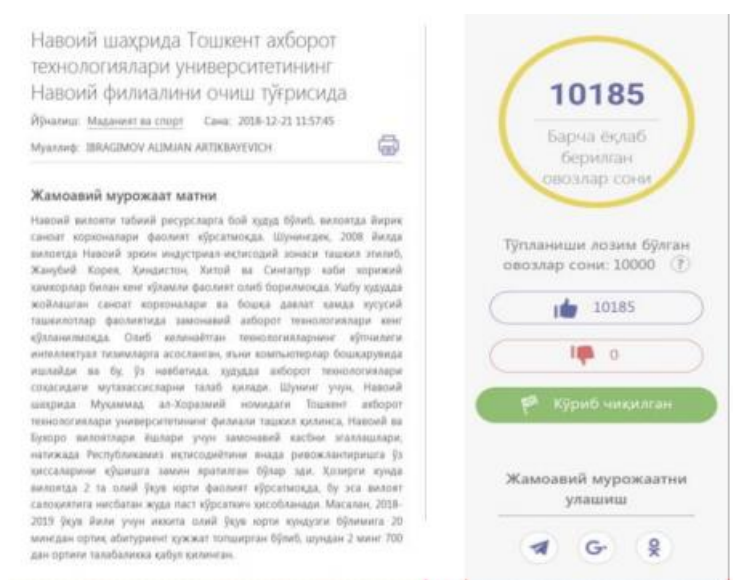 Навоий шаҳрида Тошкент ахборот
технологиялари университетининг
Навоий филиалини очиш тўғрисида
Йўналиш: Маданият ва спорт Сана: 2018-12-21 11:57:45
Муаллиф: IBRAGIMOV ALIMJAN ARTIKBAYEVICH
Жамоавий мурожаат матни
Навоий вилояти табиий ресурсларга бой ҳудуд бўлиб, вилоятда йирик
саноат корхоналари фаолият кўрсатмоқда. Шунингдек, 2008 йилда
вилоятда Навоий эркин индустриал-иқтисодий зонаси ташкил этилиб,
Жанубий Корея, Ҳиндистон, Хитой ва Сингапур каби хорижий
ҳамкорлар билан кенг кўламли фаолият олиб борилмоқда. Ушбу ҳудудда
жойлашган саноат корхоналари ва бошқа давлат ҳамда хусусий
ташкилотлар фаолиятида замонавий ахборот технологиялари кенг
қўлланилмоқда. Олиб келинаётган технологияларнинг кўпчилиги
интеллектуал тизимларга асосланган, яъни компьютерлар бошқарувида
ишлайди ва бу, ўз навбатида, ҳудудда ахборот технологиялари
соҳасидаги мутахассисларни талаб қилади. Шунинг учун, Навоий
шаҳрида Муҳаммад ал-Хоразмий номидаги Тошкент ахборот
технологиялари университетининг филиали ташкил қилинса, Навоий ва
Бухоро вилоятлари ёшлари учун замонавий касбни эгаллашлари,
натижада Республикамиз иқтисодиётини янада ривожлантиришга ўз
ҳиссаларини қўшишга замин яратилган бўлар эди. Ҳозирги кунда
вилоятда 2 та олий ўқув юрти фаолият кўрсатмоқда, бу эса вилоят
салоҳиятига нисбатан жуда паст кўрсаткич ҳисобланади. Масалан, 2018-
2019 ўқув йили учун иккита олий ўқув юрти кундузги бўлимига 20
мингдан ортиқ абитуриент ҳужжат топширган бўлиб, шундан 2 минг 700
дан ортиғи талабаликка қабул қилинган.
10185
Барча ёқлаб
берилган
овозлар сони
Тўпланиши лозим бўлган
овозлар сони: 10000 ?
10185
0
Кўриб чиқилган
Жамоавий мурожаатни
улашиш
G+